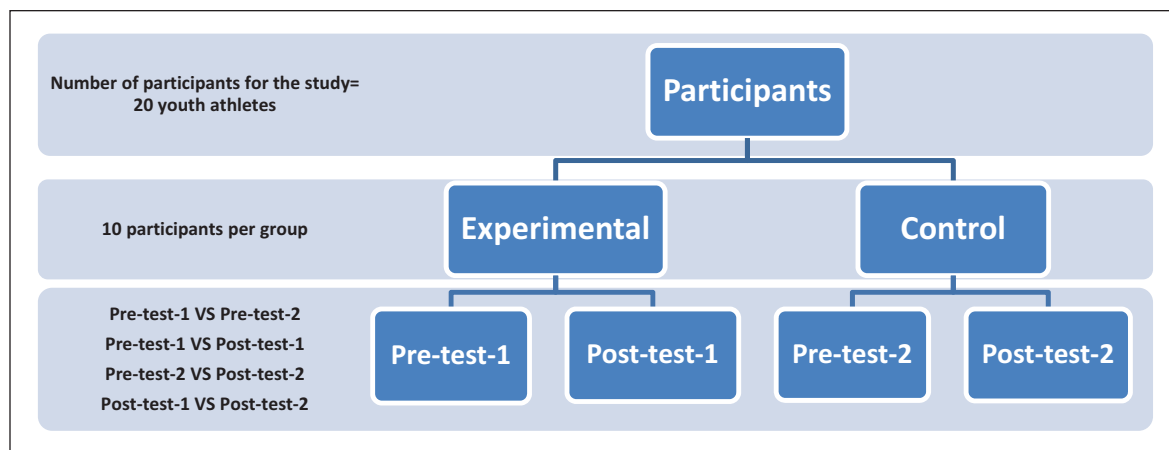 Number of participants for the study=
20 youth athletes
Participants
10 participants per group
Experimental
Control
Pre-test-1 VS Pre-test-2
Pre-test-1 VS Post-test-1
Pre-test-2 VS Post-test-2
Post-test-1 VS Post-test-2
Pre-test-1
Post-test-1
Pre-test-2
Post-test-2